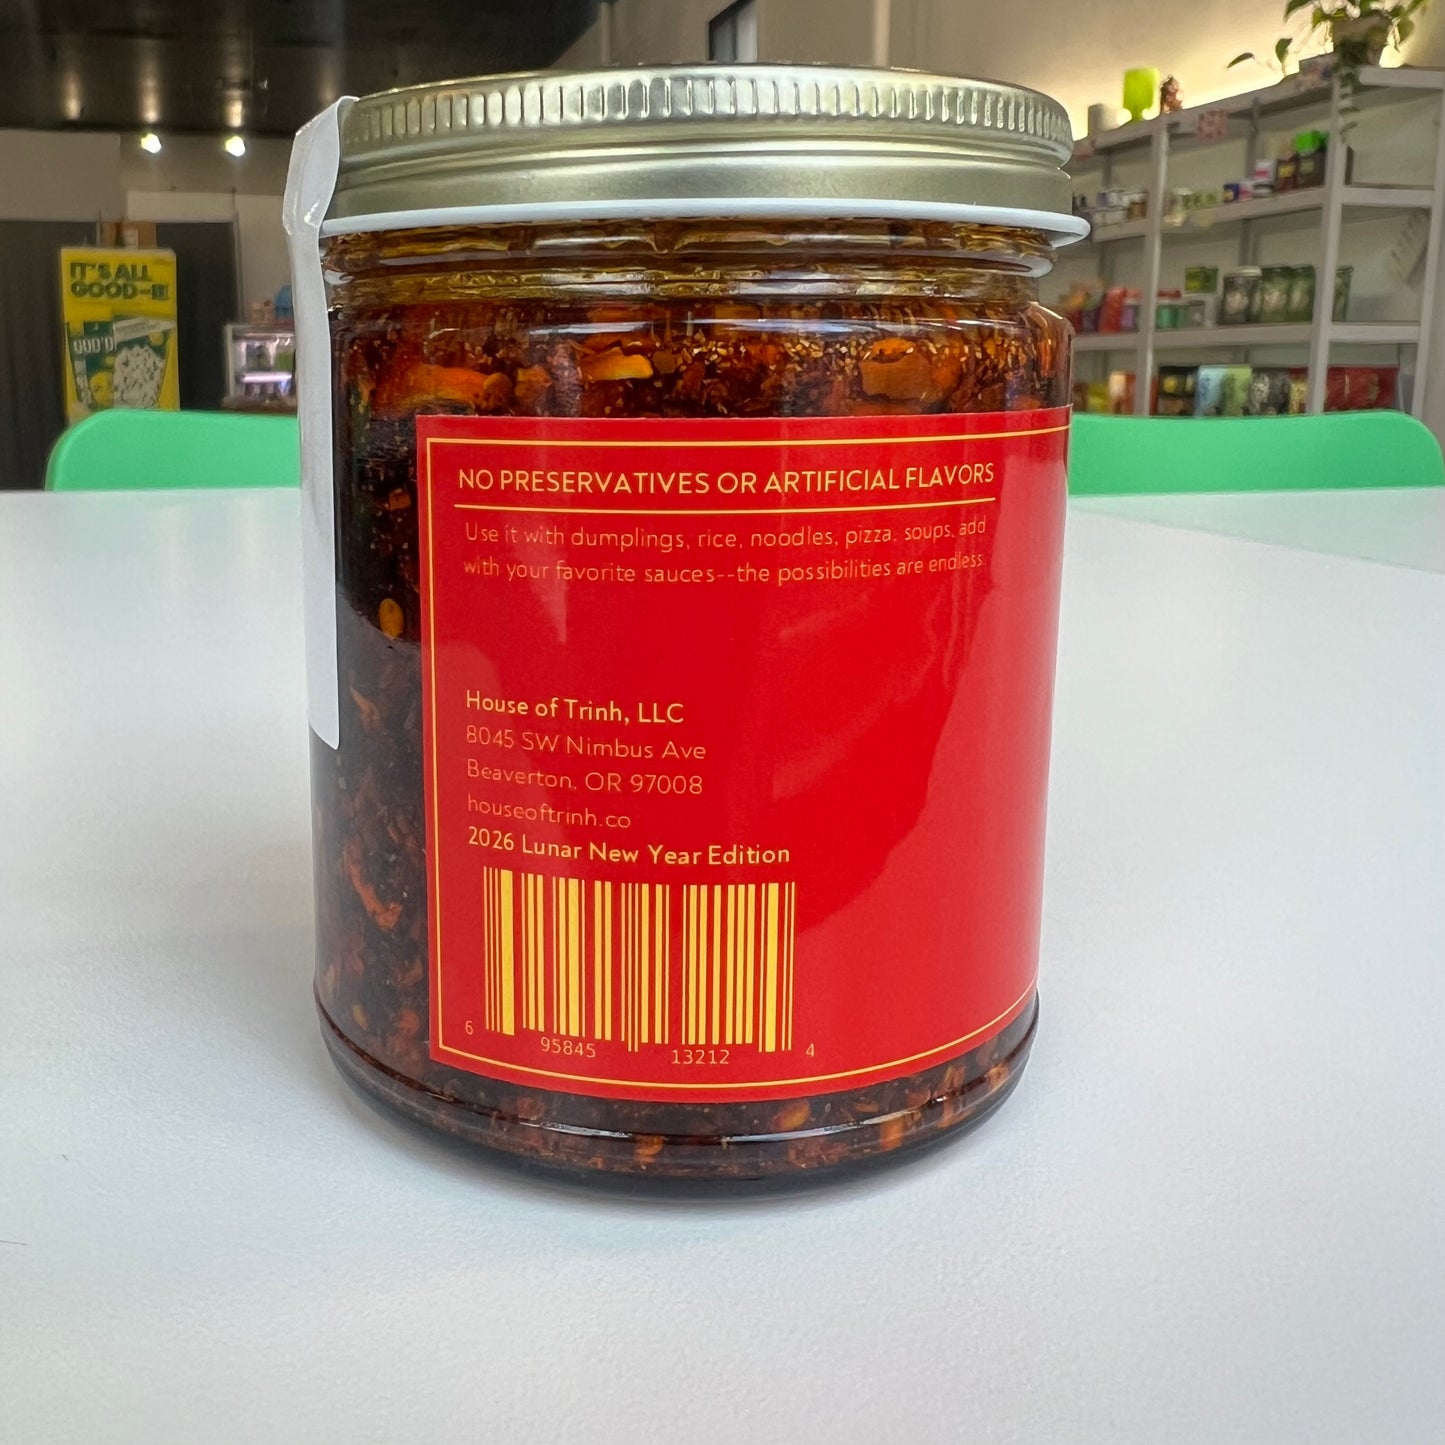 IT'S ALL
GOOD-
GOOD
NO PRESERVATIVES OR ARTIFICIAL FLAVORS
Use it with dumplings, rice, noodles, pizza, soups, add
with your favorite sauces--the possibilities are endless.
House of Trinh, LLC
8045 SW Nimbus Ave
Beaverton, OR 97008
houseoftrinh.co
2026 Lunar New Year Edition
6 95845 13212 4